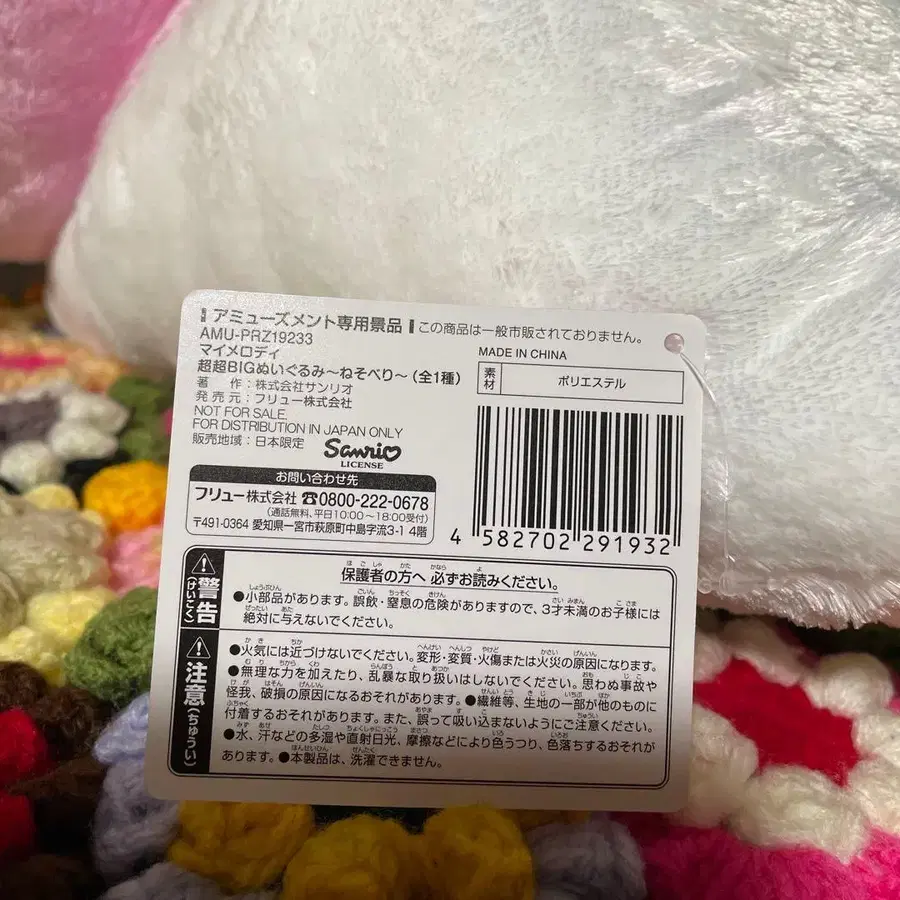 アミューズメント専用景品 この商品は一般市販されておりません。
AMU-PRZ19233
マイメロディ
超超BIGぬいぐるみ～ねそべり～(全1種)
著 作:株式会社サンリオ
発 売 元:フリュー株式会社
NOT FOR SALE.
FOR DISTRIBUTION IN JAPAN ONLY
販売地域:日本限定
Sanrio
LICENSE
MADE IN CHINA
素材 ポリエステル
お問い合わせ先
フリュー株式会社 ☎0800-222-0678
(通話無料、平日10:00～18:00受付)
〒491-0364 愛知県一宮市萩原町中島字流3-1 4階
4 582702 291932
警告(けいこく)
保護者の方へ 必ずお読みください。
●小部品があります。誤飲・窒息の危険がありますので、3才未満のお子様には
絶対に与えないでください。
注意(ちゅうい)
●火気には近づけないでください。変形・変質・火傷または火災の原因になります。
●無理な力を加えたり、乱暴な取り扱いはしないでください。思わぬ事故や
怪我、破損の原因になるおそれがあります。●繊維等、生地の一部が他のものに
付着するおそれがあります。また、誤って吸い込まないようにご注意ください。
●水、汗などの多湿や直射日光、摩擦などにより色うつり、色落ちするおそれが
あります。●本製品は、洗濯できません。